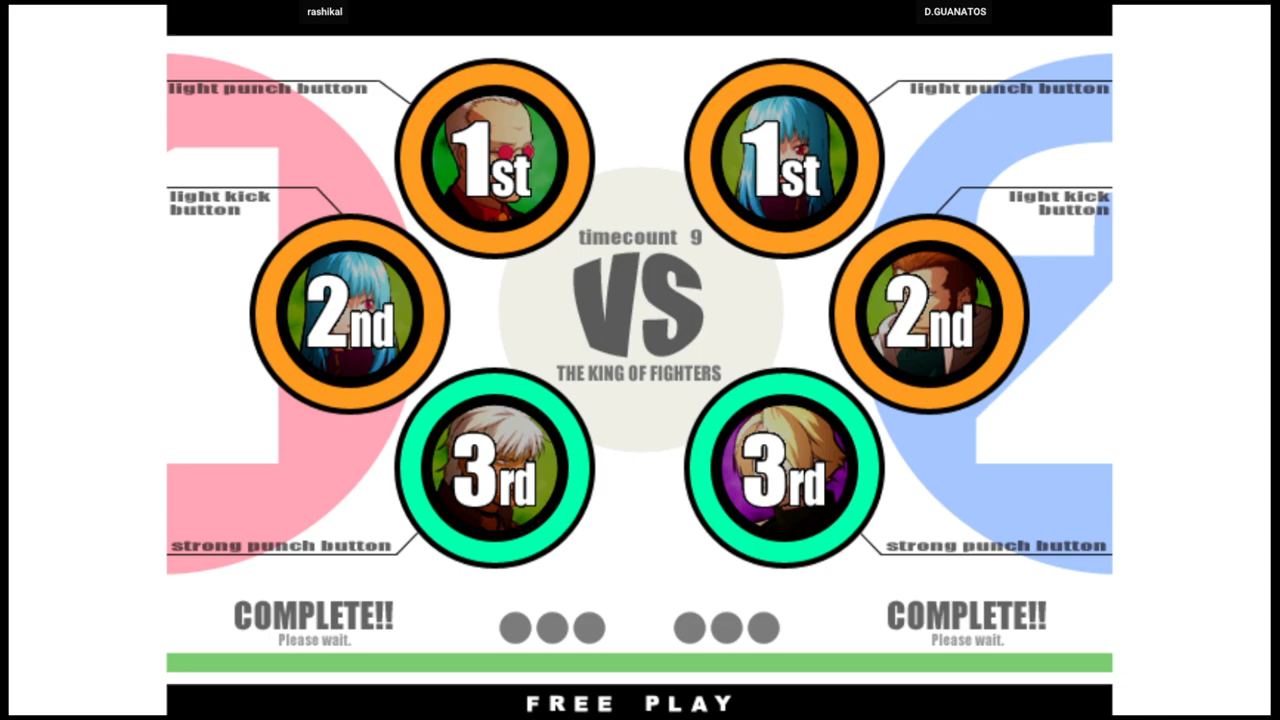 rashikal
D.GUANATOS
light punch button
light punch button
1st
1st
light kick
button
light kick
button
timecount 9
VS
THE KING OF FIGHTERS
2nd
2nd
3rd
3rd
strong punch button
strong punch button
COMPLETE!!
Please wait.
COMPLETE!!
Please wait.
FREE PLAY